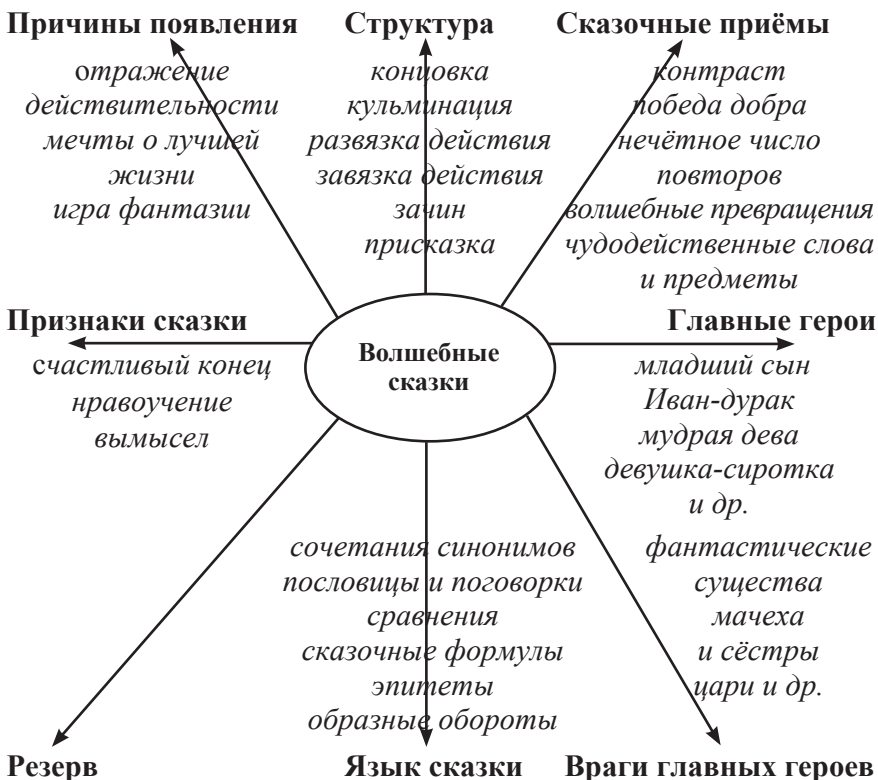 Причины появления
отражение
действительности
мечты о лучшей
жизни
игра фантазии
Структура
концовка
кульминация
развязка действия
завязка действия
зачин
присказка
Сказочные приёмы
контраст
победа добра
нечётное число
повторов
волшебные превращения
чудодейственные слова
и предметы
Признаки сказки
счастливый конец
нравоучение
вымысел
Волшебные
сказки
Главные герои
младший сын
Иван-дурак
мудрая дева
девушка-сиротка
и др.
сочетания синонимов
пословицы и поговорки
сравнения
сказочные формулы
эпитеты
образные обороты
фантастические
существа
мачеха
и сёстры
цари и др.
Резерв
Язык сказки
Враги главных героев